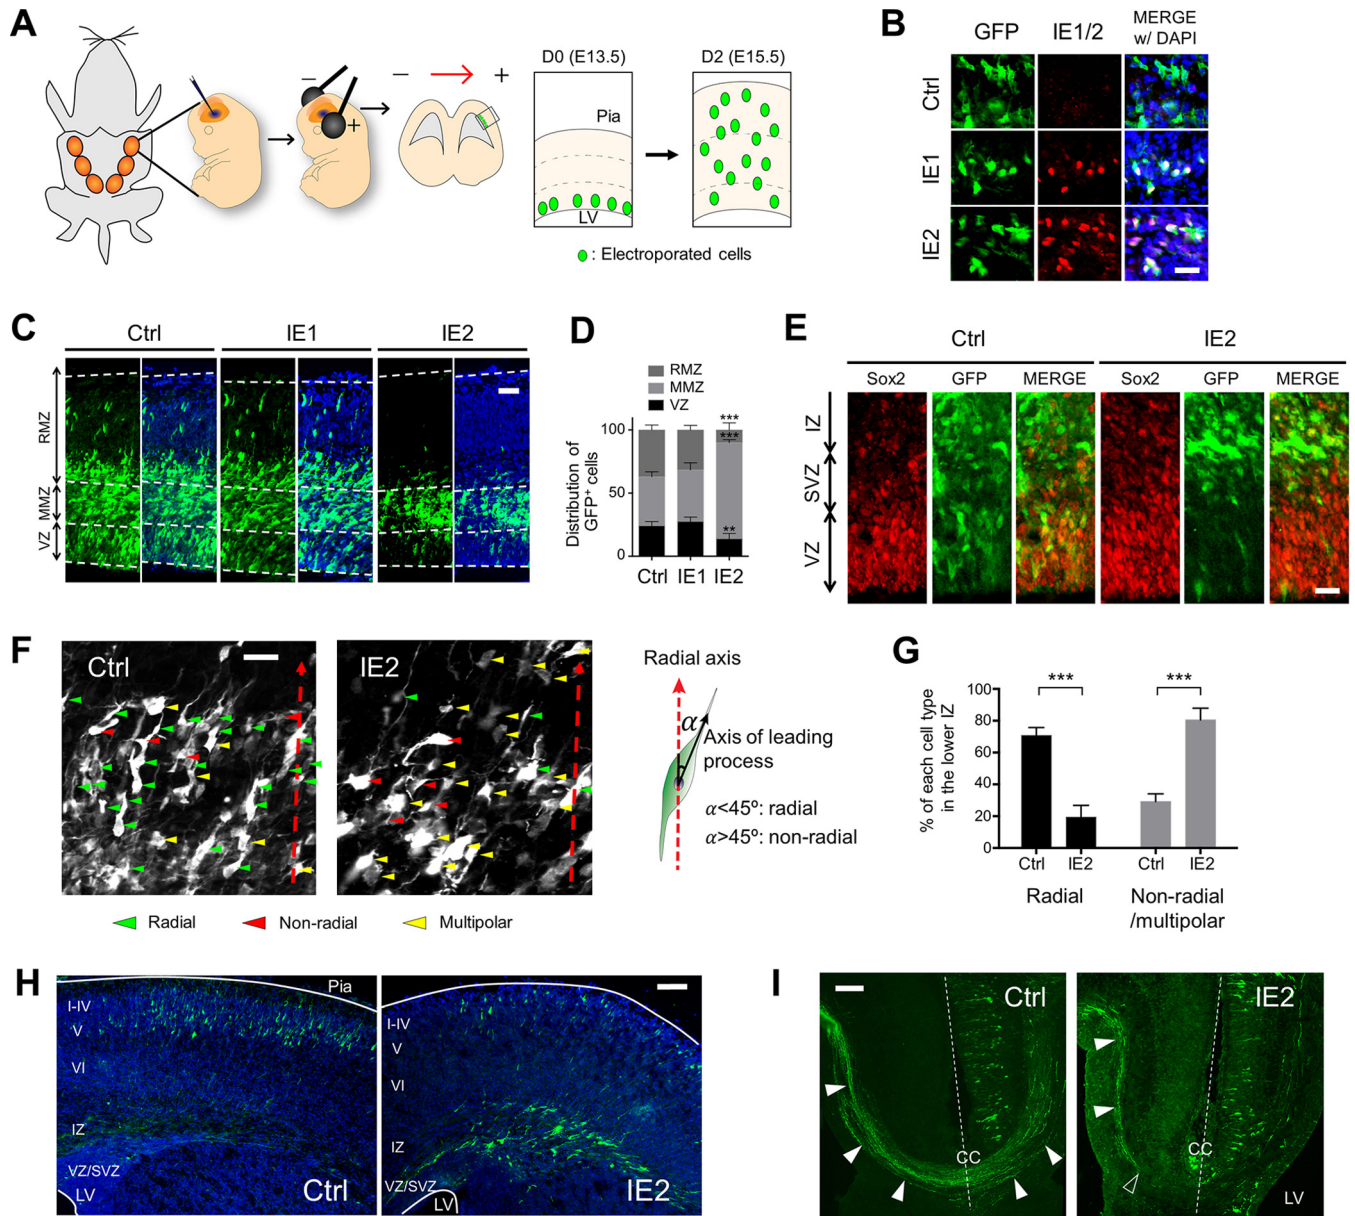 A
− +
− → +
D0 (E13.5)
Pia
LV
D2 (E15.5)
: Electroporated cells
B
GFP IE1/2 MERGE
w/ DAPI
Ctrl
IE1
IE2
C
Ctrl IE1 IE2
RMZ
MMZ
VZ
D
RMZ
MMZ
VZ
Distribution of
GFP+ cells
100
50
0
***
***
**
Ctrl IE1 IE2
E
Ctrl IE2
Sox2 GFP MERGE Sox2 GFP MERGE
IZ
SVZ
VZ
F
Ctrl
IE2
Radial axis
α
Axis of leading
process
α<45º: radial
α>45º: non-radial
Radial Non-radial Multipolar
G
% of each cell type
in the lower IZ
100
80
60
40
20
0
*** ***
Ctrl IE2 Ctrl IE2
Radial Non-radial
/multipolar
H
Pia
I-IV
V
VI
IZ
VZ/SVZ
LV
Ctrl
I-IV
V
VI
IZ
VZ/SVZ
LV
IE2
I
Ctrl
CC
IE2
CC
LV